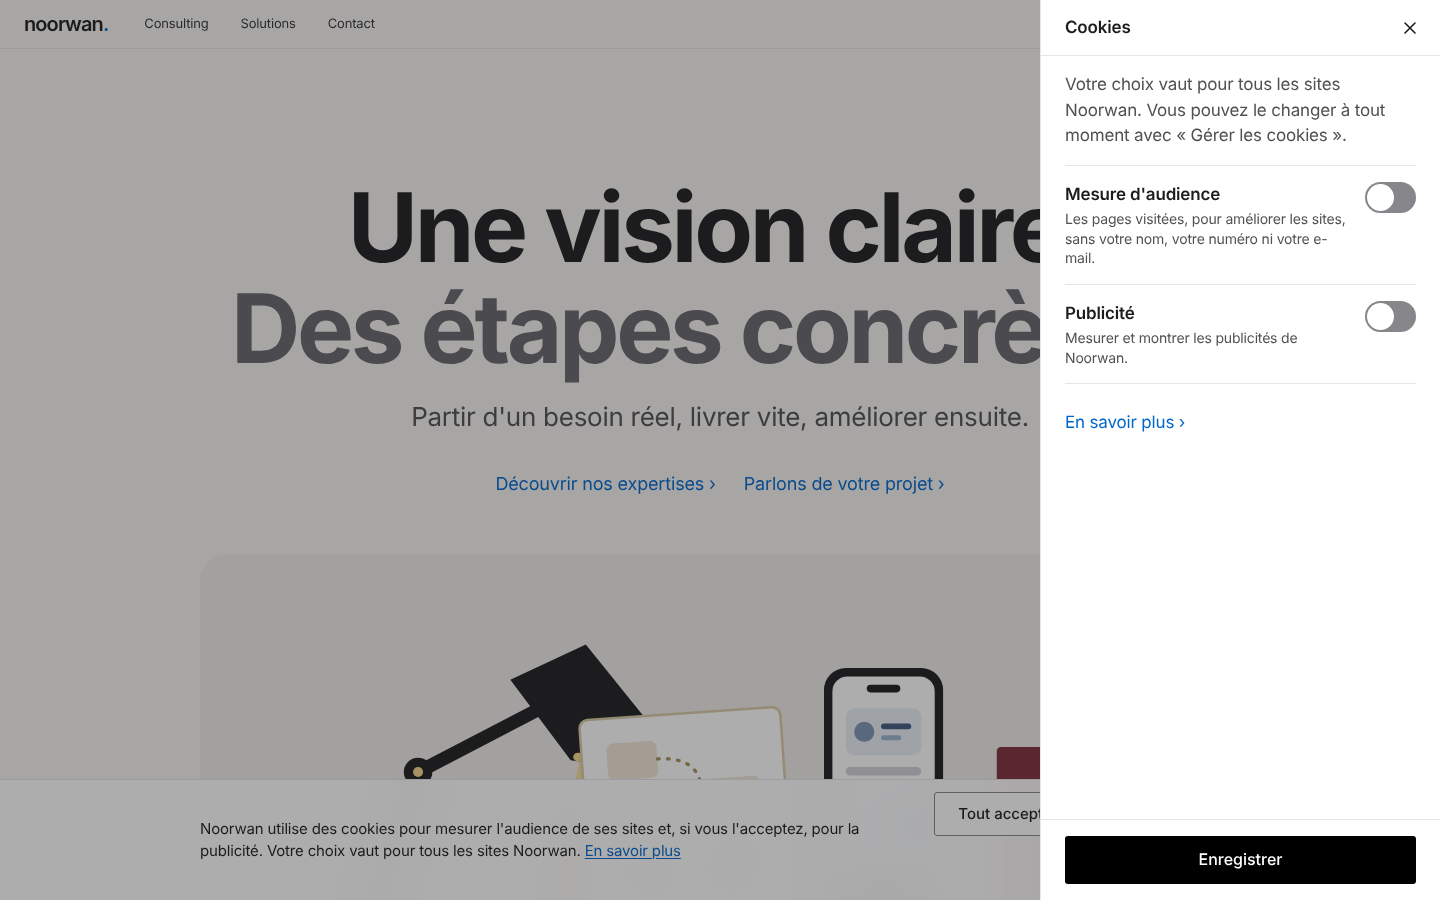 noorwan.
Consulting
Solutions
Contact
Une vision claire
Des étapes concrè
Partir d'un besoin réel, livrer vite, améliorer ensuite.
Découvrir nos expertises ›
Parlons de votre projet ›
Noorwan utilise des cookies pour mesurer l'audience de ses sites et, si vous l'acceptez, pour la
publicité. Votre choix vaut pour tous les sites Noorwan. En savoir plus
Tout accept
Cookies
Votre choix vaut pour tous les sites
Noorwan. Vous pouvez le changer à tout
moment avec « Gérer les cookies ».
Mesure d'audience
Les pages visitées, pour améliorer les sites,
sans votre nom, votre numéro ni votre e-
mail.
Publicité
Mesurer et montrer les publicités de
Noorwan.
En savoir plus ›
Enregistrer